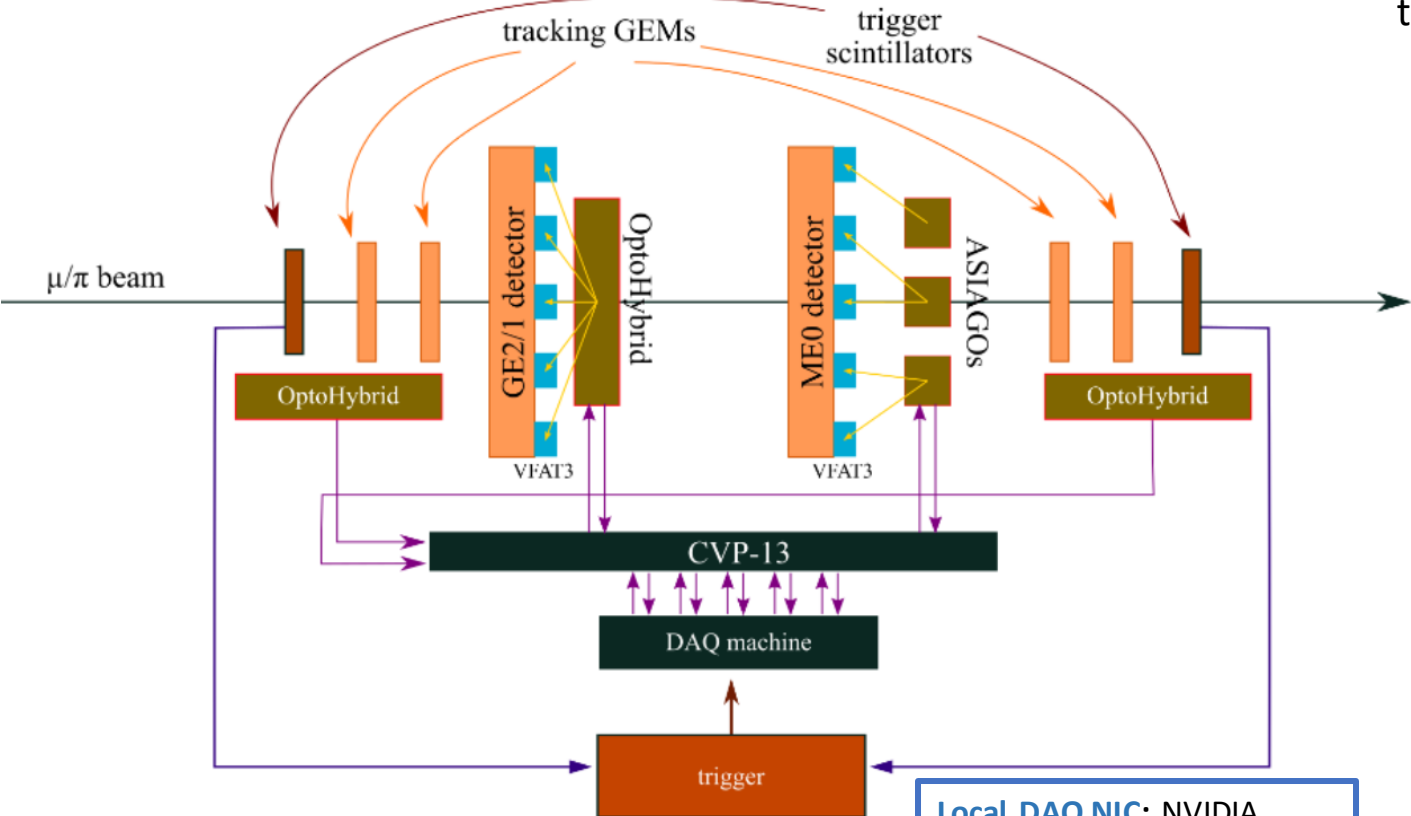 t
tracking GEMs
trigger
scintillators
μ/π beam
GE2/1 detector
OptoHybrid
ME0 detector
ASIAGOs
OptoHybrid
OptoHybrid
VFAT3
VFAT3
CVP-13
DAQ machine
trigger
Local DAQ NIC: NVIDIA